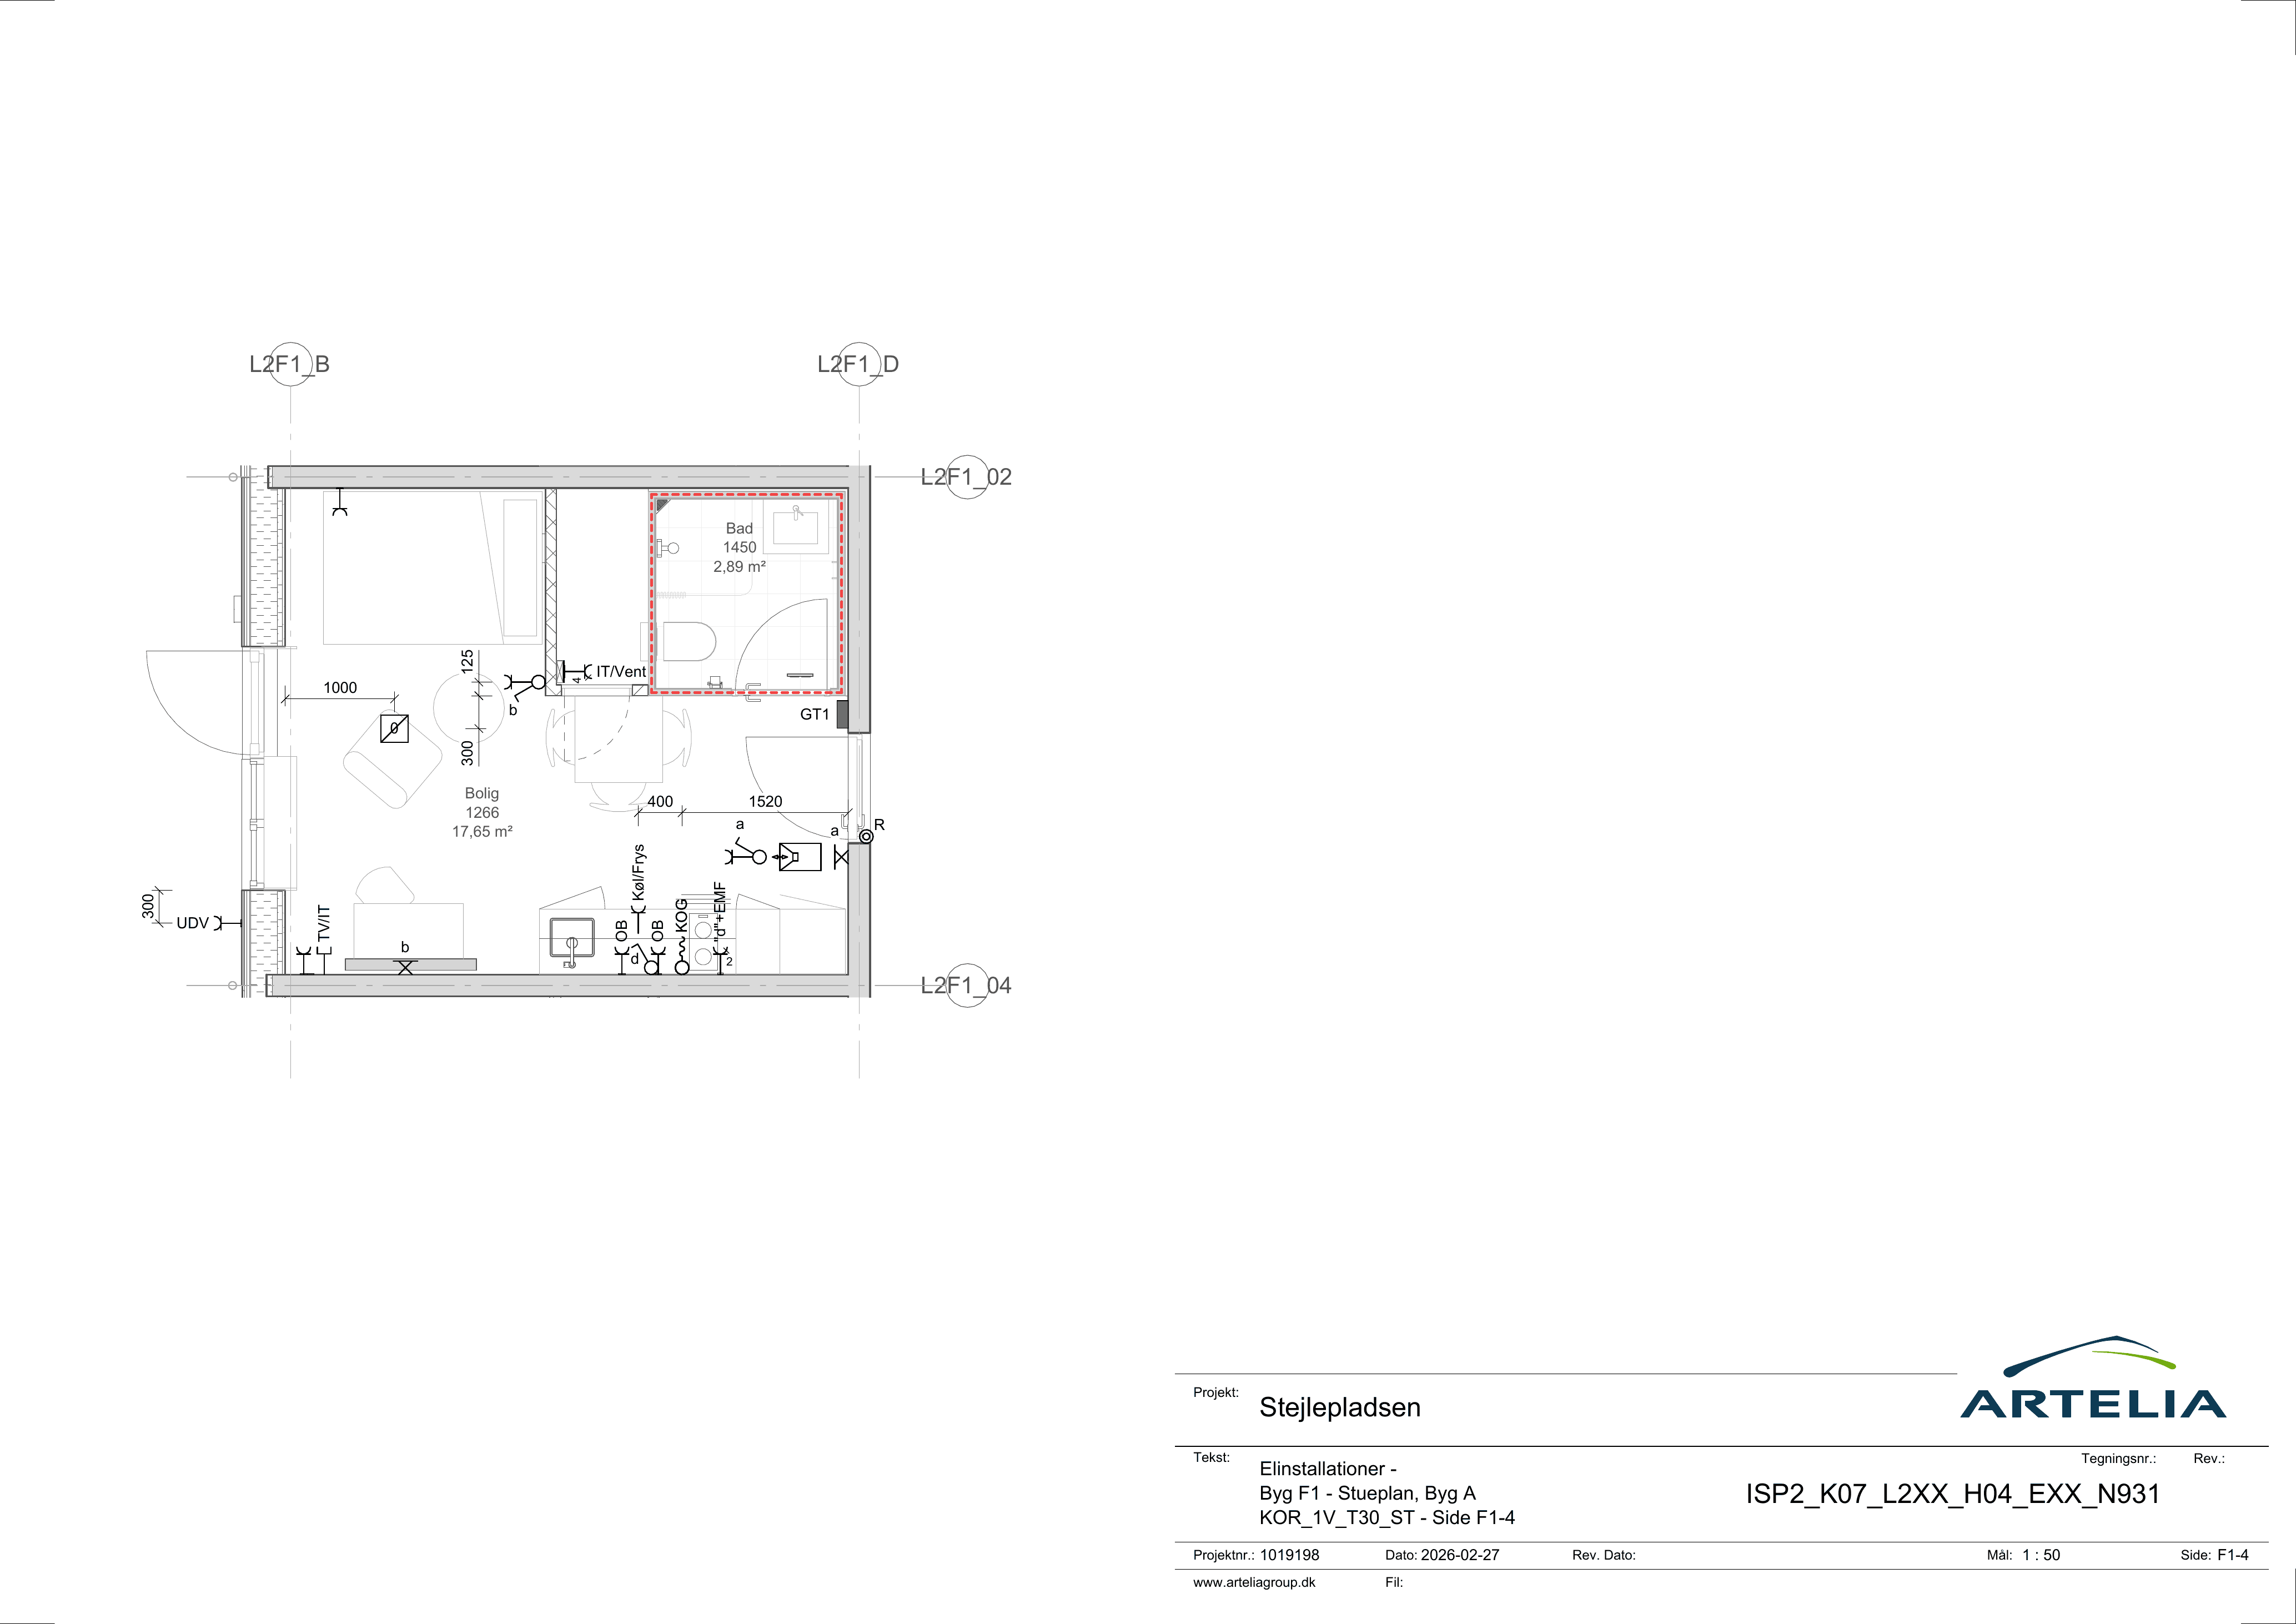 L2F1_B
L2F1_D
L2F1_02
Bad
1450
2,89 m²
125
IT/Vent
4
1000
b
GT1
0
300
Bolig
1266
17,65 m²
400
1520
a
a
R
Køl/Frys
300
UDV
TV/IT
b
OB
d
OB
KOG
"d"+EMF
2
L2F1_04
ARTELIA
Projekt:
Stejlepladsen
Tekst:
Elinstallationer -
Byg F1 - Stueplan, Byg A
KOR_1V_T30_ST - Side F1-4
Tegningsnr.:
Rev.:
ISP2_K07_L2XX_H04_EXX_N931
Projektnr.: 1019198
Dato: 2026-02-27
Rev. Dato:
Mål: 1 : 50
Side: F1-4
www.arteliagroup.dk
Fil: